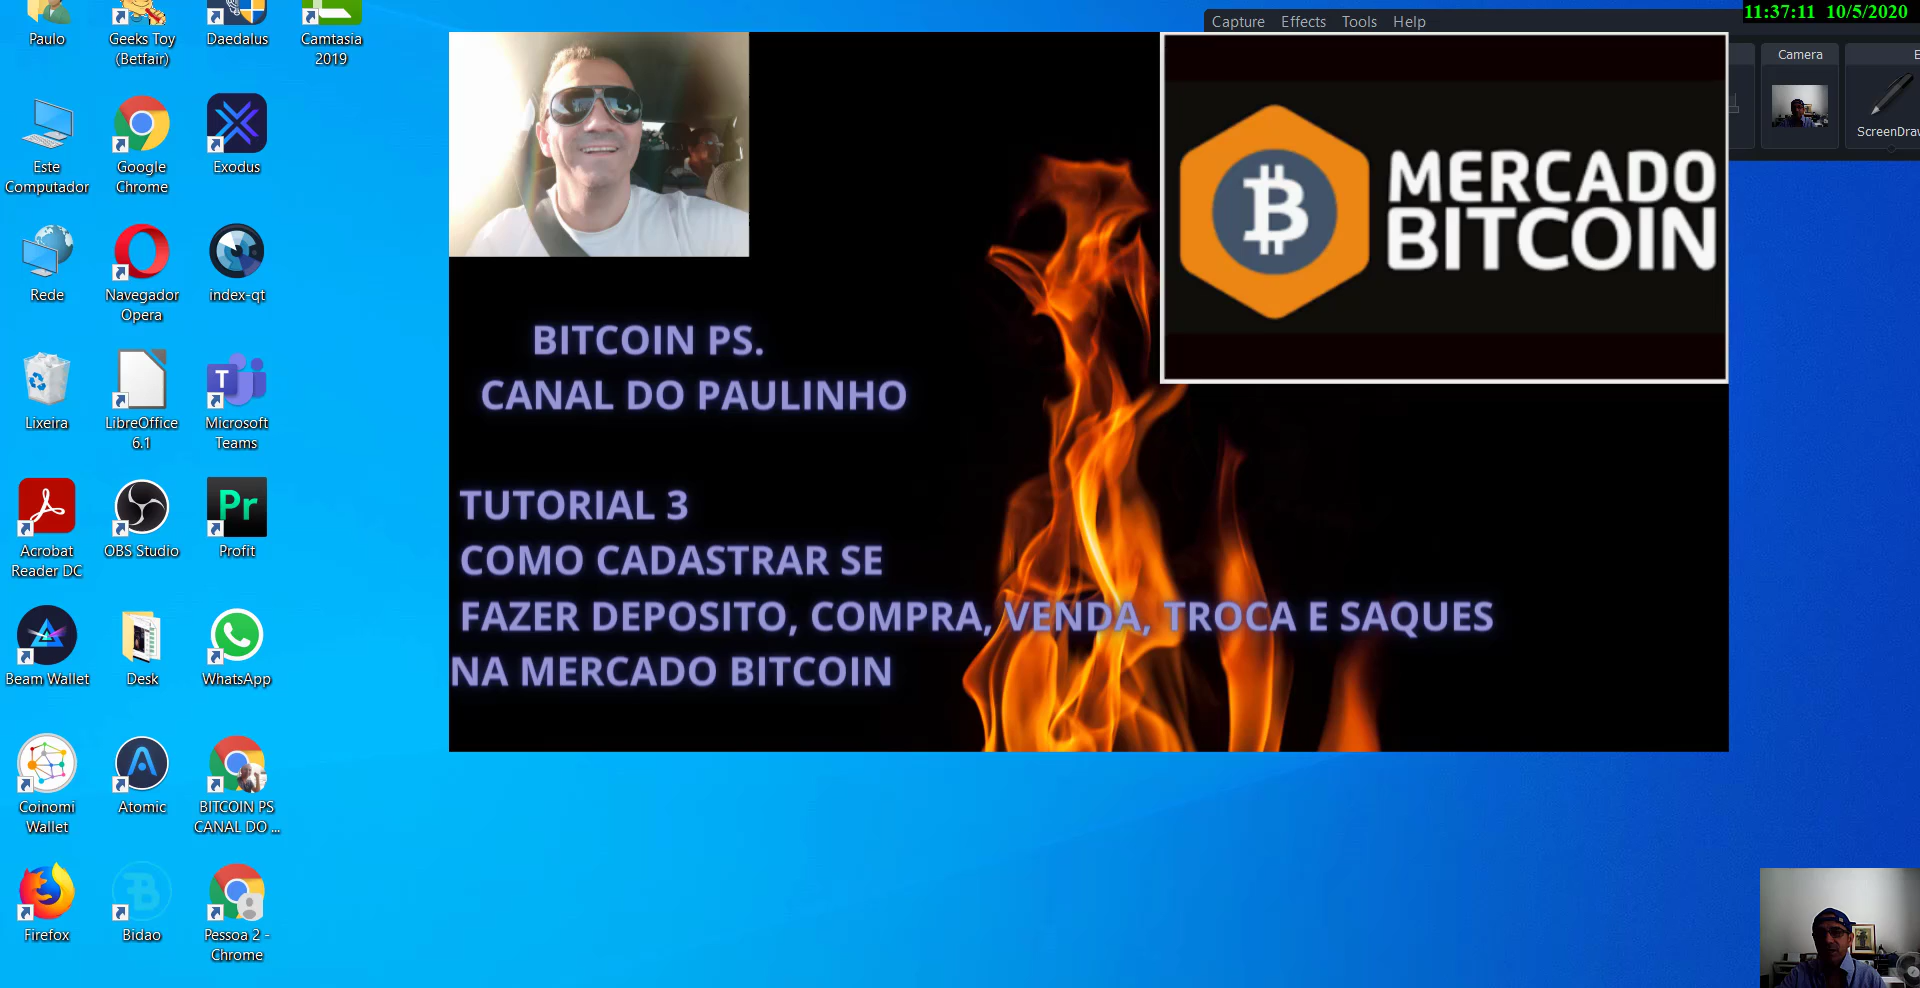 Paulo
Geeks Toy
(Betfair)
Daedalus
Camtasia
2019
Capture Effects Tools Help
11:37:11 10/5/2020
Camera
E
ScreenDraw
Este
Computador
Google
Chrome
Exodus
MERCADO
BITCOIN
Rede
Navegador
Opera
index-qt
BITCOIN PS.
CANAL DO PAULINHO
Lixeira
LibreOffice
6.1
T
Microsoft
Teams
TUTORIAL 3
COMO CADASTRAR SE
FAZER DEPOSITO, COMPRA, VENDA, TROCA E SAQUES
NA MERCADO BITCOIN
Acrobat
Reader DC
OBS Studio
Pr
Profit
Beam Wallet
Desk
WhatsApp
Coinomi
Wallet
Atomic
BITCOIN PS
CANAL DO ...
Firefox
Bidao
Pessoa 2 -
Chrome